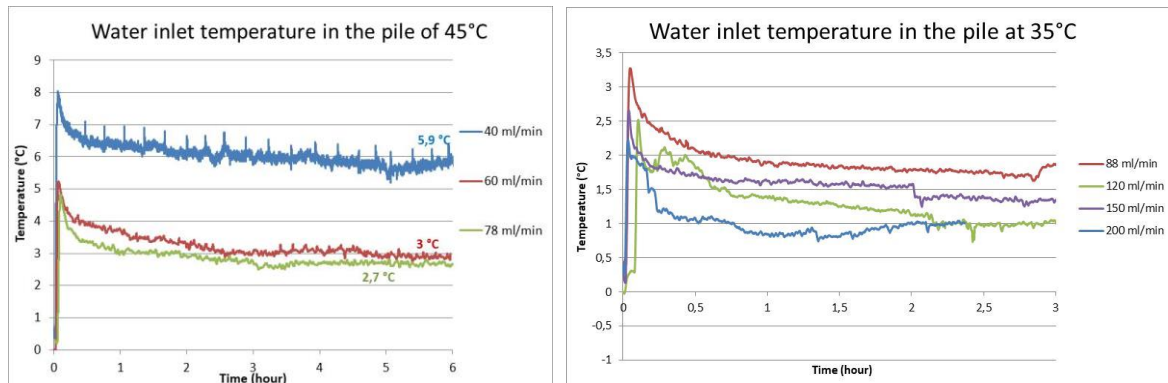 Water inlet temperature in the pile of 45°C
9
8
7
6
5
4
3
2
1
0
Temperature (°C)
5,9 °C
3 °C
2,7 °C
0 1 2 3 4 5 6
Time (hour)
40 ml/min
60 ml/min
78 ml/min
Water inlet temperature in the pile at 35°C
3,5
3
2,5
2
1,5
1
0,5
0
-0,5
-1
Temperature (°C)
0 0,5 1 1,5 2 2,5 3
Time (hour)
88 ml/min
120 ml/min
150 ml/min
200 ml/min